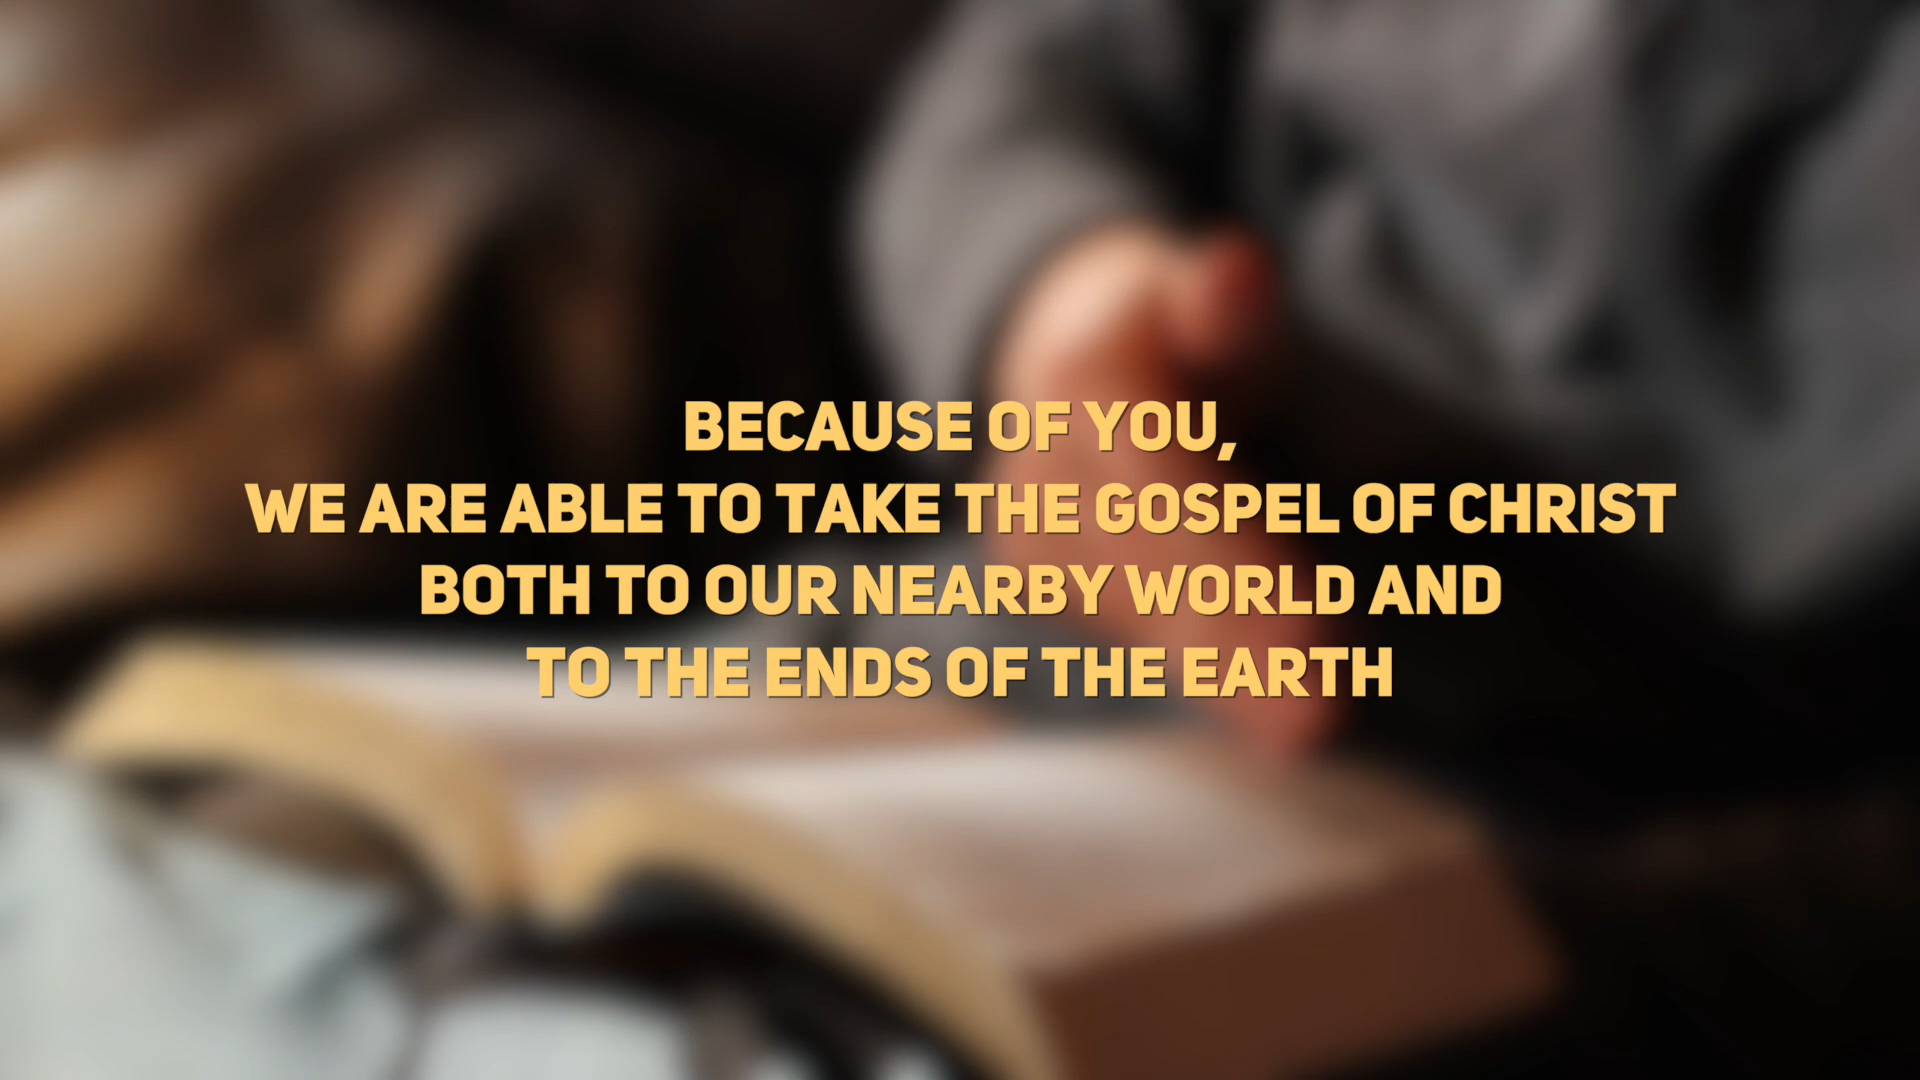 BECAUSE OF YOU,
WE ARE ABLE TO TAKE THE GOSPEL OF CHRIST
BOTH TO OUR NEARBY WORLD AND
TO THE ENDS OF THE EARTH